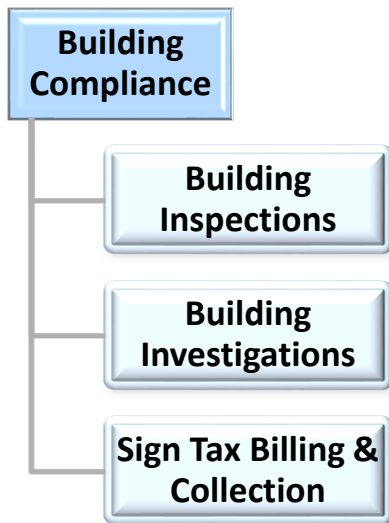 Building
Compliance
Building
Inspections
Building
Investigations
Sign Tax Billing &
Collection